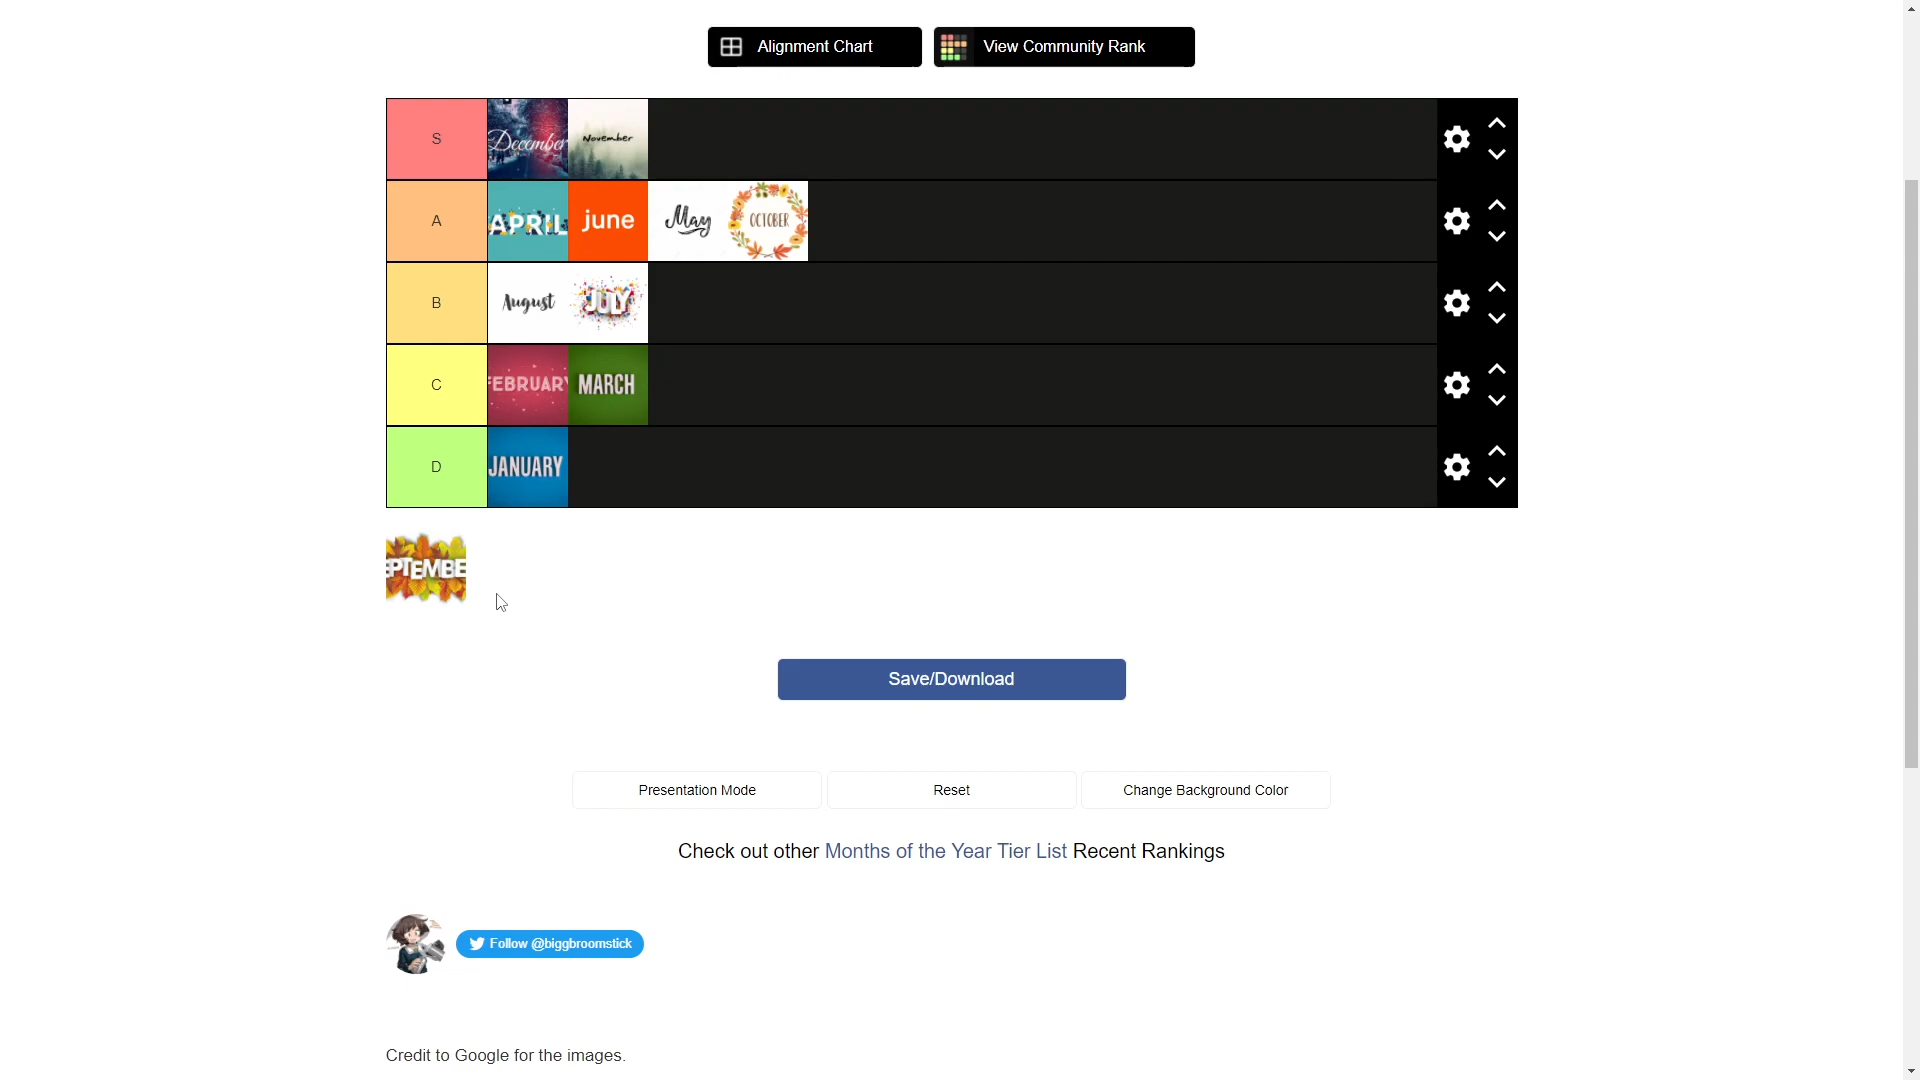 Alignment Chart
View Community Rank
S
December
November
A
APRIL
june
May
OCTOBER
B
August
JULY
C
FEBRUARY
MARCH
D
JANUARY
EPTEMBE
Save/Download
Presentation Mode
Reset
Change Background Color
Check out other Months of the Year Tier List Recent Rankings
Follow @biggbroomstick
Credit to Google for the images.